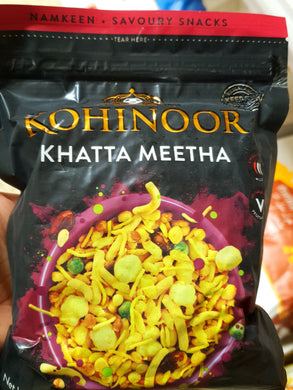 NAMKEEN • SAVOURY SNACKS
TEAR HERE
KOHINOOR
KHATTA MEETHA